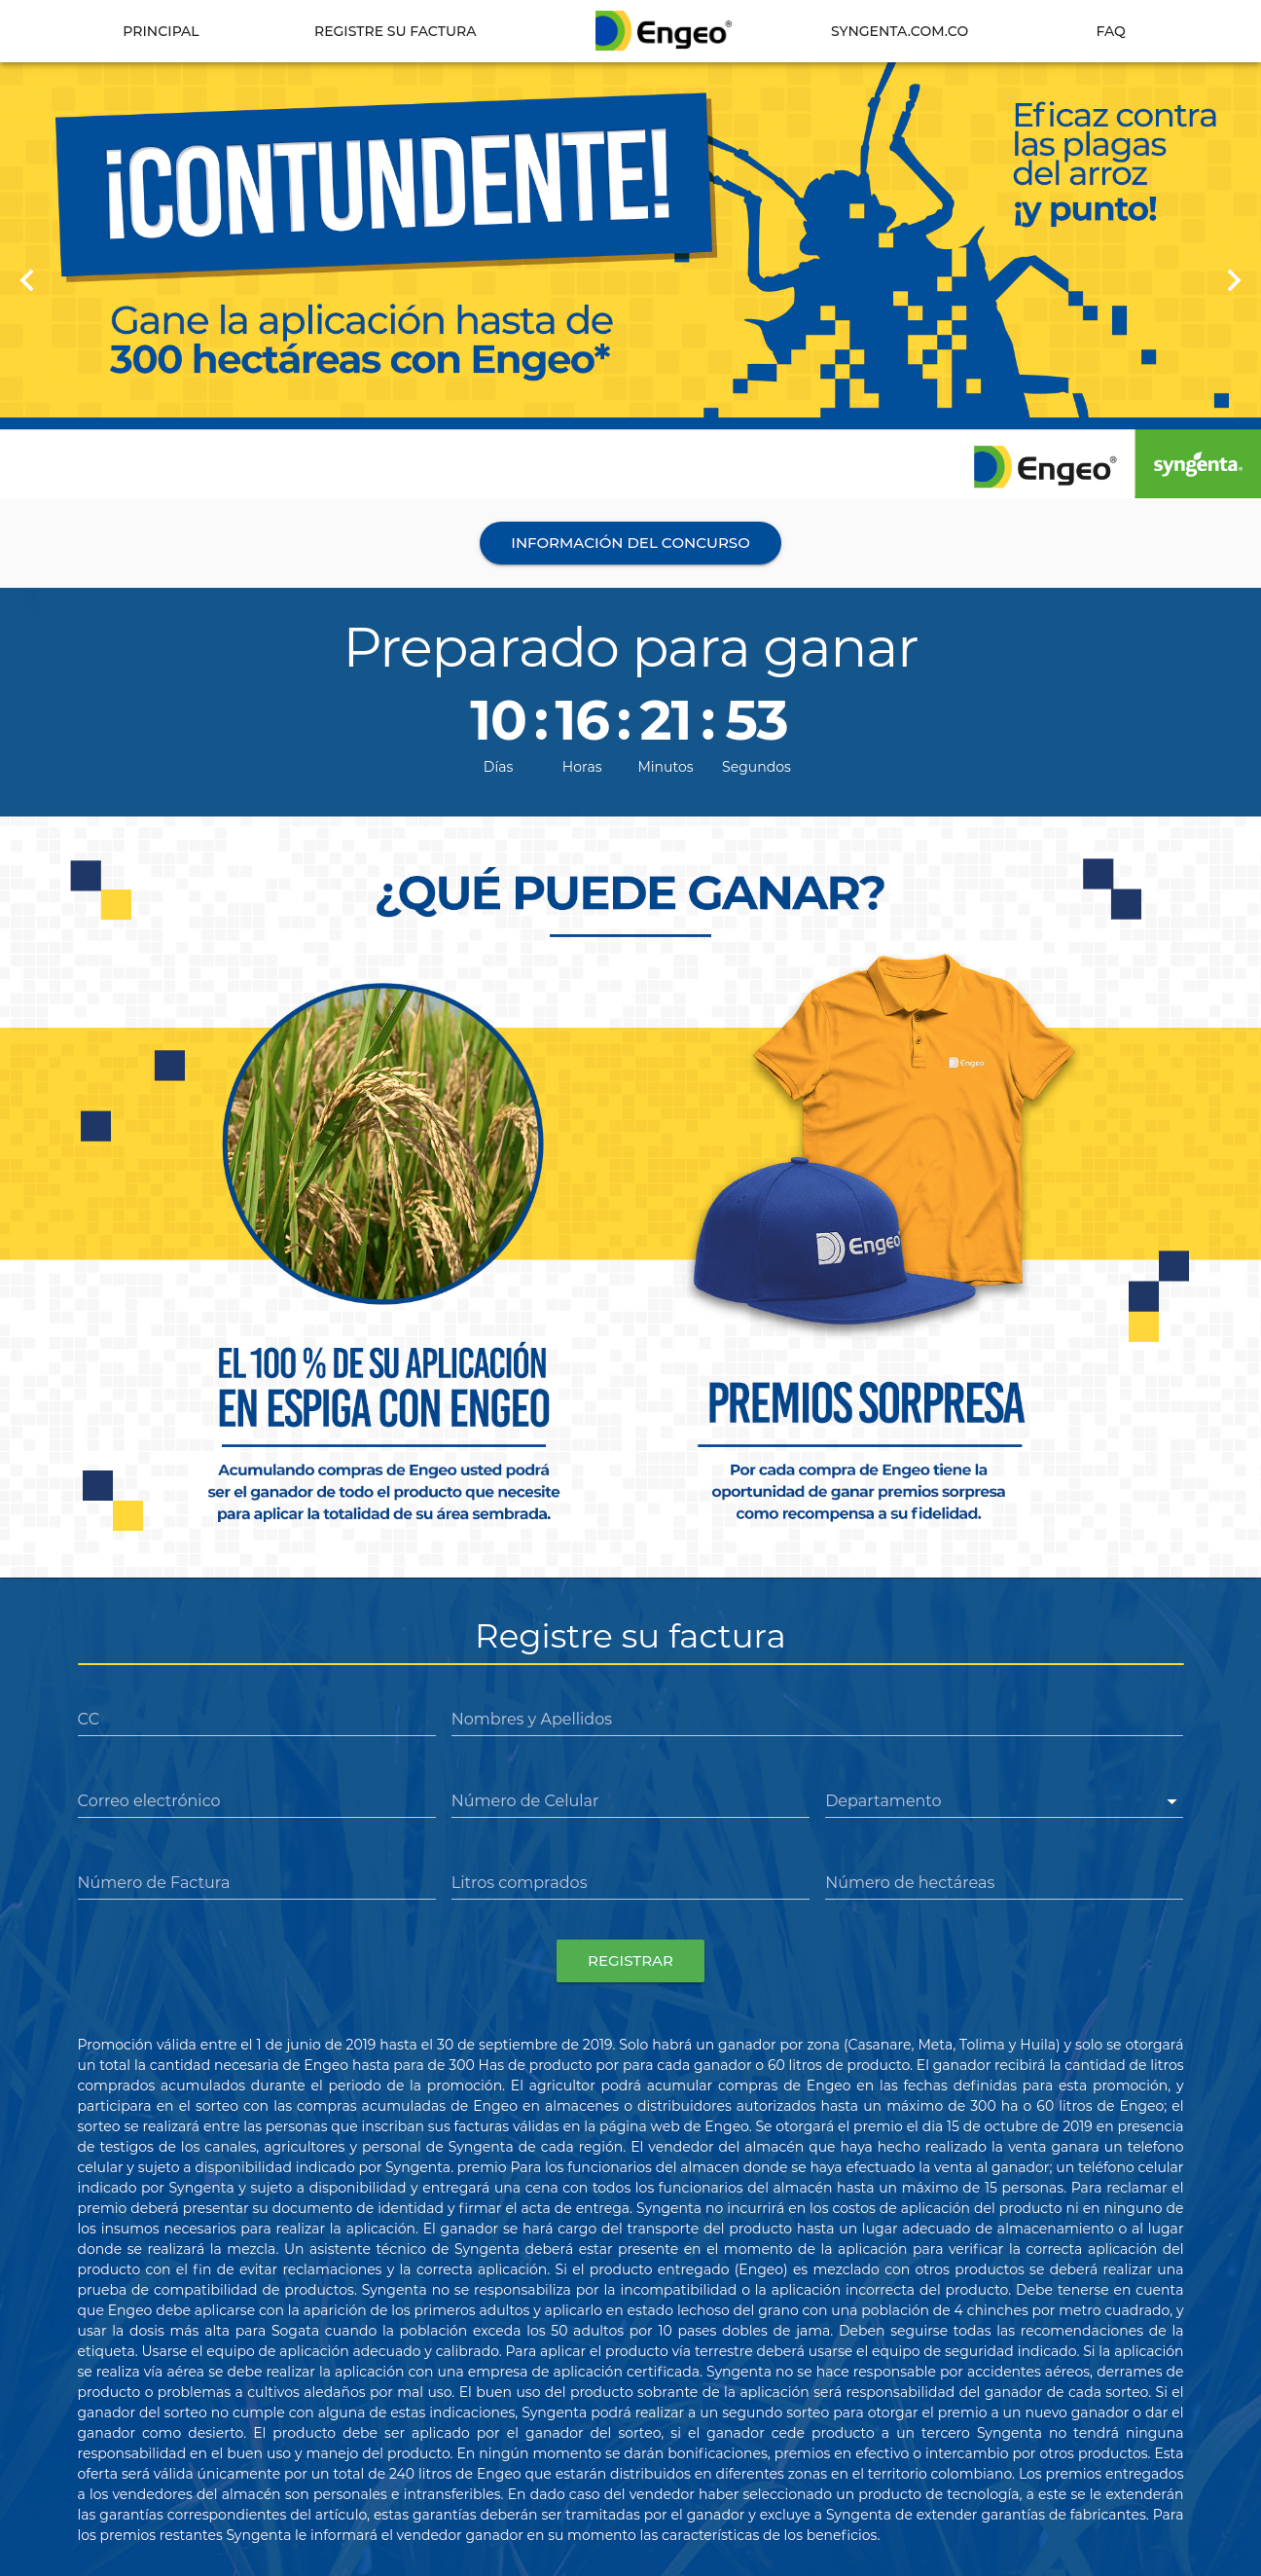 PRINCIPAL
REGISTRE SU FACTURA
Engeo®
SYNGENTA.COM.CO
FAQ
¡CONTUNDENTE!
Eficaz contra
las plagas
del arroz
¡y punto!
Gane la aplicación hasta de
300 hectáreas con Engeo*
Engeo®
syngenta.
INFORMACIÓN DEL CONCURSO
Preparado para ganar
10 : 16 : 21 : 53
Días Horas Minutos Segundos
¿QUÉ PUEDE GANAR?
Engeo
Engeo
EL 100 % DE SU APLICACIÓN
EN ESPIGA CON ENGEO
Acumulando compras de Engeo usted podrá
ser el ganador de todo el producto que necesite
para aplicar la totalidad de su área sembrada.
PREMIOS SORPRESA
Por cada compra de Engeo tiene la
oportunidad de ganar premios sorpresa
como recompensa a su fidelidad.
Registre su factura
CC
Nombres y Apellidos
Correo electrónico
Número de Celular
Departamento
Número de Factura
Litros comprados
Número de hectáreas
REGISTRAR
Promoción válida entre el 1 de junio de 2019 hasta el 30 de septiembre de 2019. Solo habrá un ganador por zona (Casanare, Meta, Tolima y Huila) y solo se otorgará
un total la cantidad necesaria de Engeo hasta para de 300 Has de producto por para cada ganador o 60 litros de producto. El ganador recibirá la cantidad de litros
comprados acumulados durante el periodo de la promoción. El agricultor podrá acumular compras de Engeo en las fechas definidas para esta promoción, y
participara en el sorteo con las compras acumuladas de Engeo en almacenes o distribuidores autorizados hasta un máximo de 300 ha o 60 litros de Engeo; el
sorteo se realizará entre las personas que inscriban sus facturas válidas en la página web de Engeo. Se otorgará el premio el dia 15 de octubre de 2019 en presencia
de testigos de los canales, agricultores y personal de Syngenta de cada región. El vendedor del almacén que haya hecho realizado la venta ganara un telefono
celular y sujeto a disponibilidad indicado por Syngenta. premio Para los funcionarios del almacen donde se haya efectuado la venta al ganador; un teléfono celular
indicado por Syngenta y sujeto a disponibilidad y entregará una cena con todos los funcionarios del almacén hasta un máximo de 15 personas. Para reclamar el
premio deberá presentar su documento de identidad y firmar el acta de entrega. Syngenta no incurrirá en los costos de aplicación del producto ni en ninguno de
los insumos necesarios para realizar la aplicación. El ganador se hará cargo del transporte del producto hasta un lugar adecuado de almacenamiento o al lugar
donde se realizará la mezcla. Un asistente técnico de Syngenta deberá estar presente en el momento de la aplicación para verificar la correcta aplicación del
producto con el fin de evitar reclamaciones y la correcta aplicación. Si el producto entregado (Engeo) es mezclado con otros productos se deberá realizar una
prueba de compatibilidad de productos. Syngenta no se responsabiliza por la incompatibilidad o la aplicación incorrecta del producto. Debe tenerse en cuenta
que Engeo debe aplicarse con la aparición de los primeros adultos y aplicarlo en estado lechoso del grano con una población de 4 chinches por metro cuadrado, y
usar la dosis más alta para Sogata cuando la población exceda los 50 adultos por 10 pases dobles de jama. Deben seguirse todas las recomendaciones de la
etiqueta. Usarse el equipo de aplicación adecuado y calibrado. Para aplicar el producto vía terrestre deberá usarse el equipo de seguridad indicado. Si la aplicación
se realiza vía aérea se debe realizar la aplicación con una empresa de aplicación certificada. Syngenta no se hace responsable por accidentes aéreos, derrames de
producto o problemas a cultivos aledaños por mal uso. El buen uso del producto sobrante de la aplicación será responsabilidad del ganador de cada sorteo. Si el
ganador del sorteo no cumple con alguna de estas indicaciones, Syngenta podrá realizar a un segundo sorteo para otorgar el premio a un nuevo ganador o dar el
ganador como desierto. El producto debe ser aplicado por el ganador del sorteo, si el ganador cede producto a un tercero Syngenta no tendrá ninguna
responsabilidad en el buen uso y manejo del producto. En ningún momento se darán bonificaciones, premios en efectivo o intercambio por otros productos. Esta
oferta será válida únicamente por un total de 240 litros de Engeo que estarán distribuidos en diferentes zonas en el territorio colombiano. Los premios entregados
a los vendedores del almacén son personales e intransferibles. En dado caso del vendedor haber seleccionado un producto de tecnología, a este se le extenderán
las garantías correspondientes del artículo, estas garantías deberán ser tramitadas por el ganador y excluye a Syngenta de extender garantías de fabricantes. Para
los premios restantes Syngenta le informará el vendedor ganador en su momento las características de los beneficios.